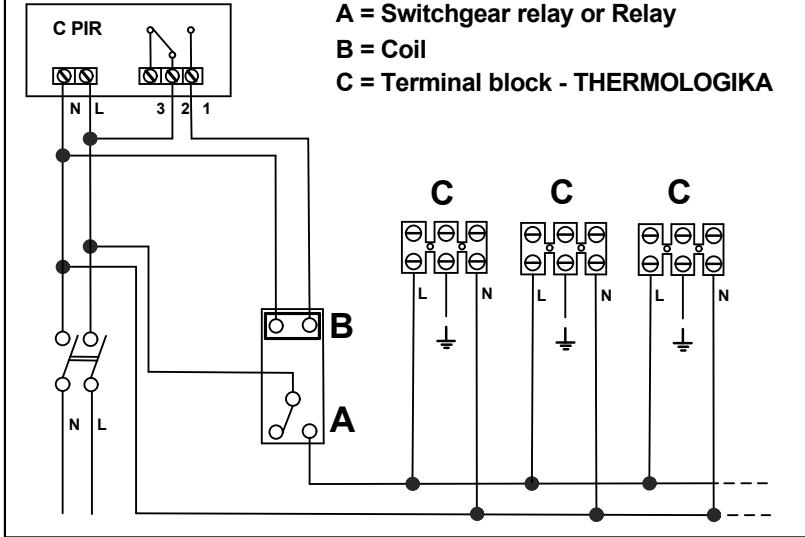 A = Switchgear relay or Relay
C PIR
B = Coil
C = Terminal block - THERMOLOGIKA
N L 3 2 1
C C C
L N L N L N
B
A
N L